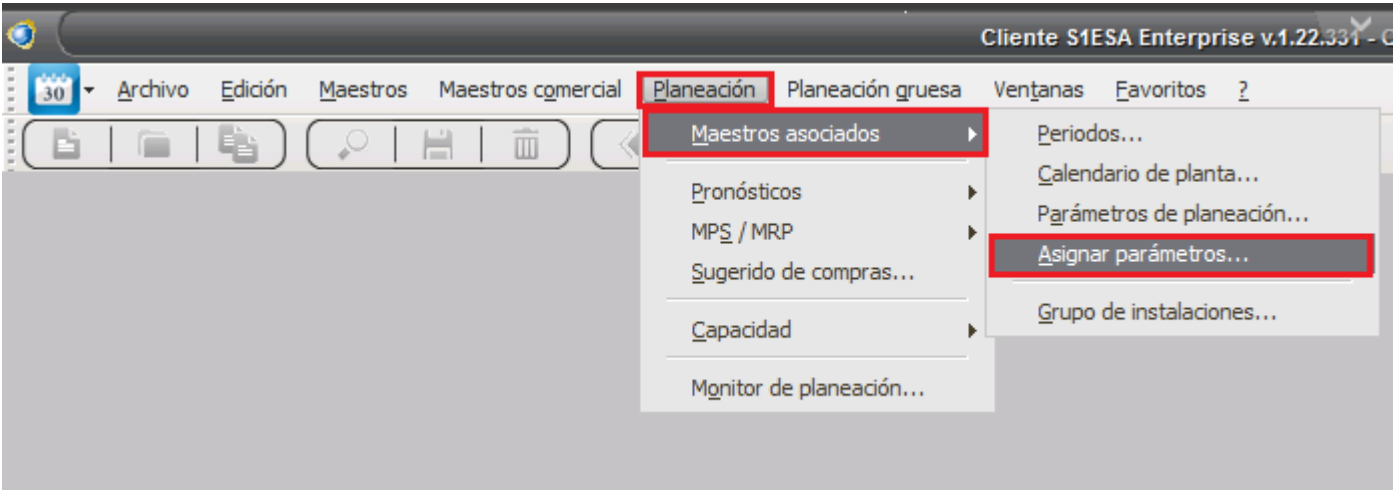 Cliente S1ESA Enterprise v.1.22.331 - C
30 Archivo Edición Maestros Maestros comercial Planeación Planeación gruesa Ventanas Favoritos ?
Maestros asociados
Pronósticos
MPS / MRP
Sugerido de compras...
Capacidad
Monitor de planeación...
Periodos...
Calendario de planta...
Parámetros de planeación...
Asignar parámetros...
Grupo de instalaciones...